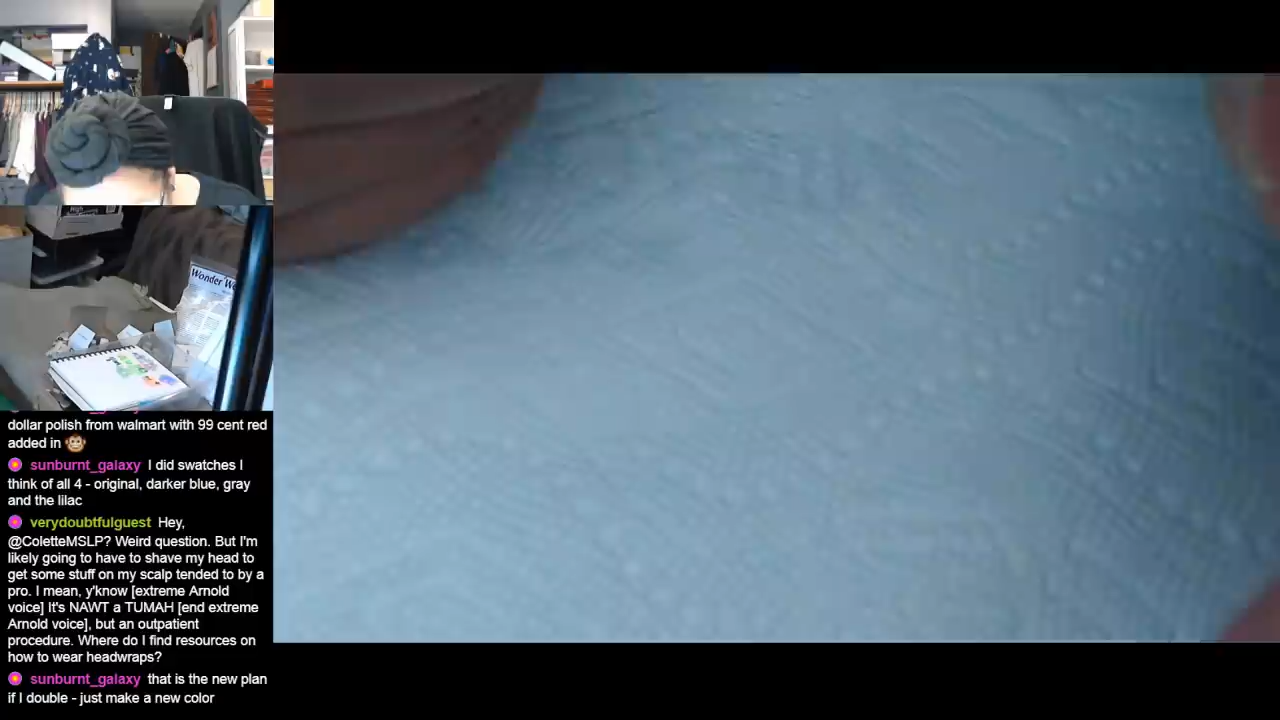 Wonder
dollar polish from walmart with 99 cent red
added in 🐵
sunburnt_galaxy I did swatches I
think of all 4 - original, darker blue, gray
and the lilac
verydoubtfulguest Hey,
@ColetteMSLP? Weird question. But I'm
likely going to have to shave my head to
get some stuff on my scalp tended to by a
pro. I mean, y'know [extreme Arnold
voice] It's NAWT a TUMAH [end extreme
Arnold voice], but an outpatient
procedure. Where do I find resources on
how to wear headwraps?
sunburnt_galaxy that is the new plan
if I double - just make a new color